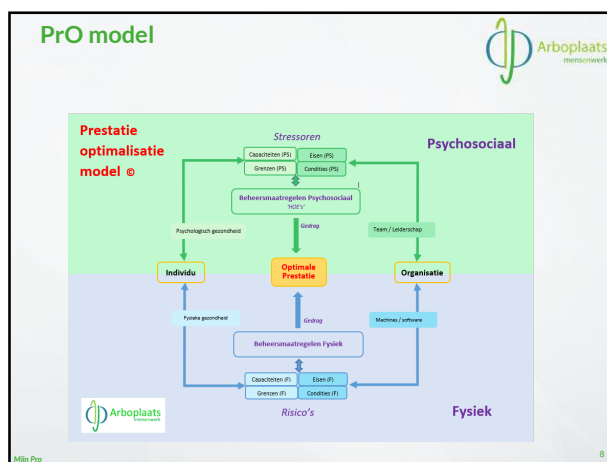 PrO model
Arboplaats
mensenwerk
Prestatie
optimalisatie
model ©
Stressoren
Psychosociaal
Capaciteiten (PS)
Eisen (PS)
Grenzen (PS)
Condities (PS)
Beheersmaatregelen Psychosociaal
'HOE's'
Psychologisch gezondheid
Gedrag
Team / Leiderschap
Individu
Optimale
Prestatie
Organisatie
Fysieke gezondheid
Gedrag
Machines / software
Beheersmaatregelen Fysiek
Capaciteiten (F)
Eisen (F)
Grenzen (F)
Condities (F)
Risico's
Fysiek
Arboplaats
mensenwerk
Mijn Pro
8